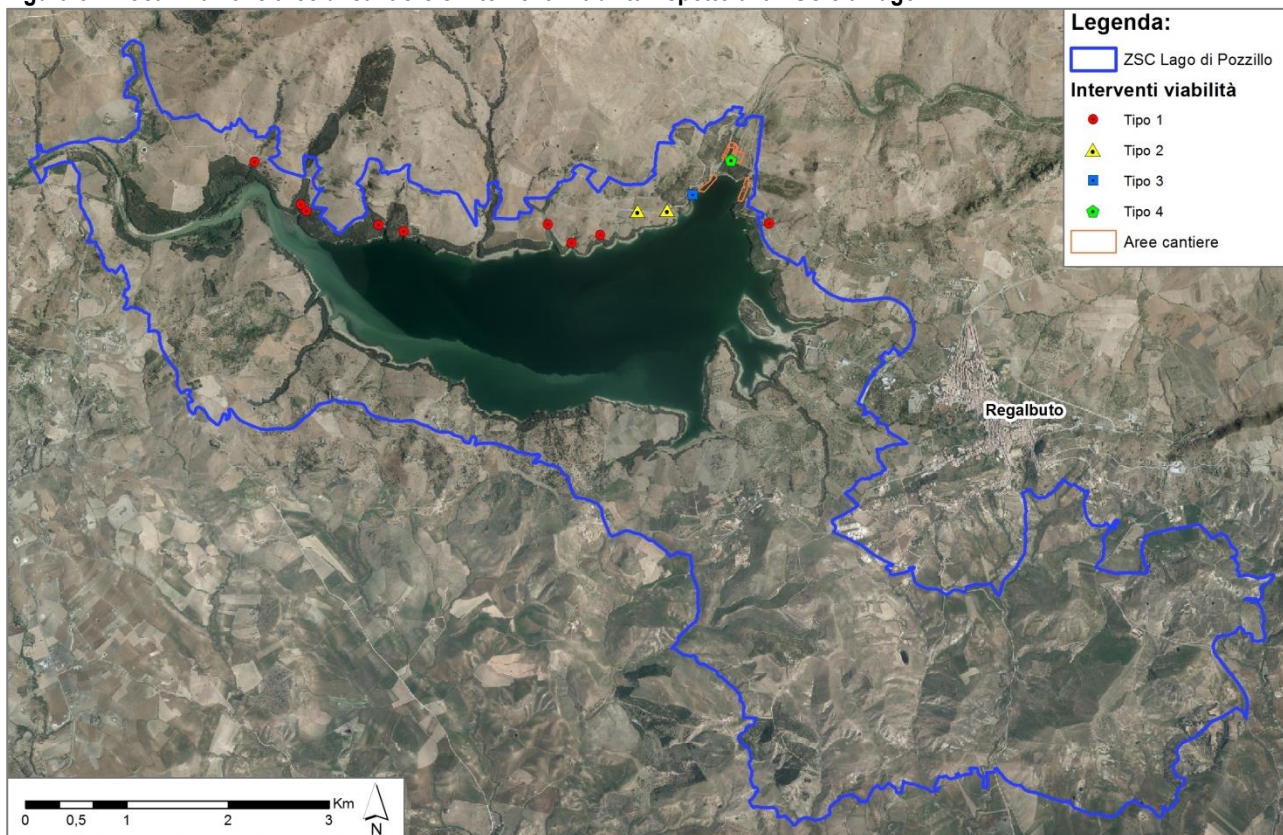 Legenda:
ZSC Lago di Pozzillo
Interventi viabilità
Tipo 1
Tipo 2
Tipo 3
Tipo 4
Aree cantiere
Regalbuto
Km
0 0,5 1 2 3
N